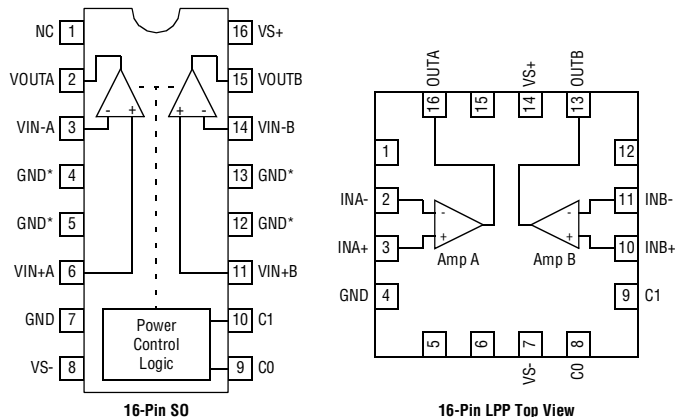 NC 1 16 VS+
VOUTA 2 15 VOUTB
- + + -
VIN-A 3 14 VIN-B
GND* 4 13 GND*
GND* 5 12 GND*
VIN+A 6 11 VIN+B
GND 7 10 C1
VS- 8 9 C0
Power
Control
Logic
16-Pin SO
OUTA VS+ OUTB
16 15 14 13
1 12
INA- 2 - - 11 INB-
INA+ 3 + + 10 INB+
Amp A Amp B
GND 4 9 C1
5 6 7 8
VS- C0
16-Pin LPP Top View